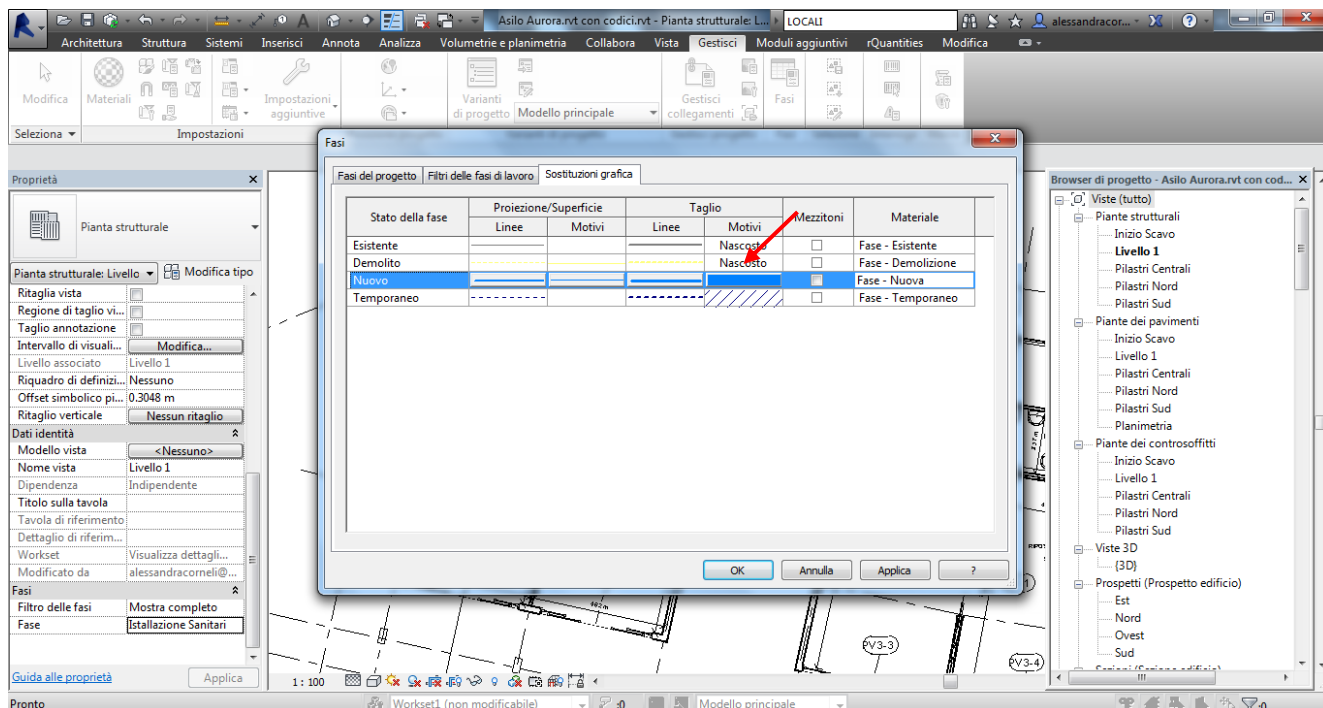 Asilo Aurora.rvt con codici.rvt - Pianta strutturale: L... LOCALI alessandracor...
Architettura Struttura Sistemi Inserisci Annota Analizza Volumetrie e planimetria Collabora Vista Gestisci Moduli aggiuntivi rQuantities Modifica
Modifica Materiali Impostazioni aggiuntive Varianti di progetto Modello principale Gestisci collegamenti Fasi
Seleziona Impostazioni
Fasi
Fasi del progetto Filtri delle fasi di lavoro Sostituzioni grafica
Stato della fase Proiezione/Superficie Taglio Mezzitoni Materiale
Linee Motivi Linee Motivi
Esistente Nascosto Fase - Esistente
Demolito Nascosto Fase - Demolizione
Nuovo Fase - Nuova
Temporaneo Fase - Temporaneo
OK Annulla Applica ?
Proprietà
Pianta strutturale
Pianta strutturale: Livello Modifica tipo
Ritaglia vista
Regione di taglio vi...
Taglio annotazione
Intervallo di visuali... Modifica...
Livello associato Livello 1
Riquadro di definizi... Nessuno
Offset simbolico pi... 0.3048 m
Ritaglio verticale Nessun ritaglio
Dati identità
Modello vista <Nessuno>
Nome vista Livello 1
Dipendenza Indipendente
Titolo sulla tavola
Tavola di riferimento
Dettaglio di riferim...
Workset Visualizza dettagli...
Modificato da alessandracorneli@...
Fasi
Filtro delle fasi Mostra completo
Fase Istallazione Sanitari
Guida alle proprietà Applica
Browser di progetto - Asilo Aurora.rvt con cod...
Viste (tutto)
Piante strutturali
Inizio Scavo
Livello 1
Pilastri Centrali
Pilastri Nord
Pilastri Sud
Piante dei pavimenti
Inizio Scavo
Livello 1
Pilastri Centrali
Pilastri Nord
Pilastri Sud
Planimetria
Piante dei controsoffitti
Inizio Scavo
Livello 1
Pilastri Centrali
Pilastri Nord
Pilastri Sud
Viste 3D
{3D}
Prospetti (Prospetto edificio)
Est
Nord
Ovest
Sud
PV3-3
PV3-4
1 : 100
Pronto Workset1 (non modificabile) :0 Modello principale :0